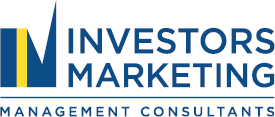 INVESTORS
MARKETING
MANAGEMENT CONSULTANTS